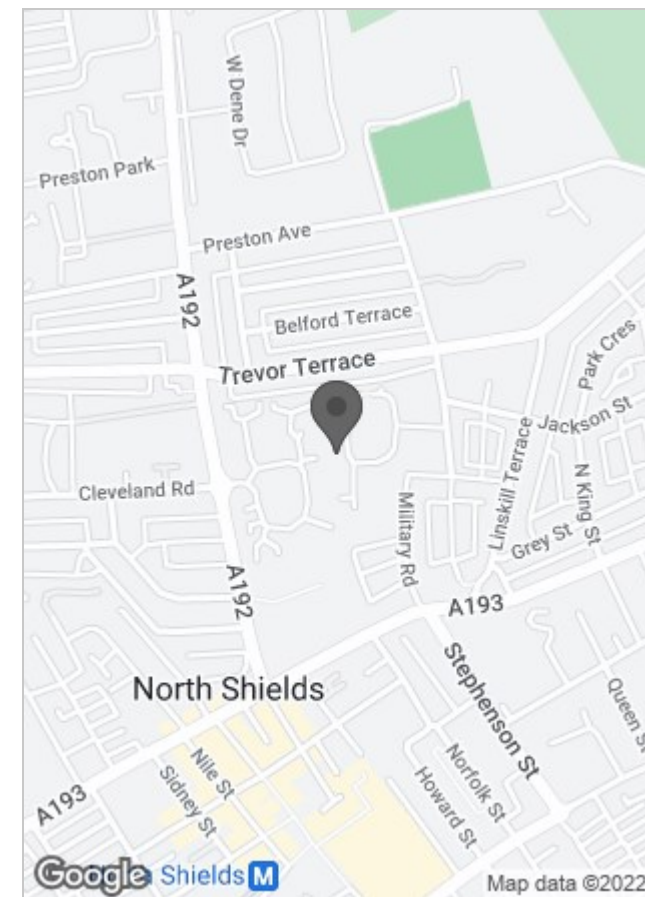 W Dene Dr
Preston Park
Preston Ave
A192
Belford Terrace
Trevor Terrace
Park Cres
Jackson St
Linskill Terrace
N King St
Cleveland Rd
Military Rd
Grey St
A192
A193
North Shields
Stephenson St
Queen St
Nile St
Sidney St
Norfolk St
Howard St
A193
Google
Shields M
Map data ©2022